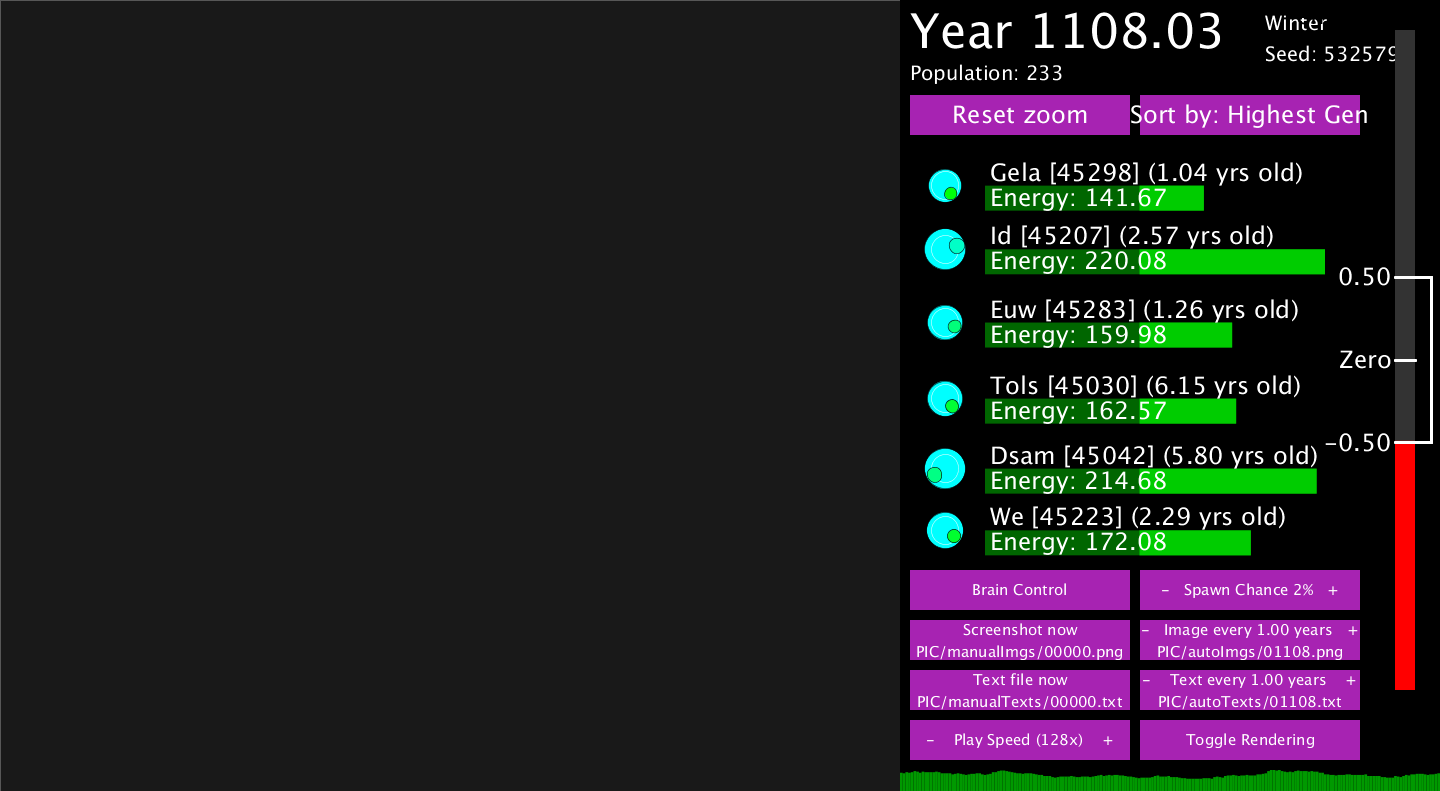 Year 1108.03
Winter
Seed: 532579
Population: 233
Reset zoom
Sort by: Highest Gen
Gela [45298] (1.04 yrs old)
Energy: 141.67
Id [45207] (2.57 yrs old)
Energy: 220.08
0.50
Euw [45283] (1.26 yrs old)
Energy: 159.98
Zero
Tols [45030] (6.15 yrs old)
Energy: 162.57
-0.50
Dsam [45042] (5.80 yrs old)
Energy: 214.68
We [45223] (2.29 yrs old)
Energy: 172.08
Brain Control
- Spawn Chance 2% +
Screenshot now
PIC/manualImgs/00000.png
- Image every 1.00 years +
PIC/autoImgs/01108.png
Text file now
PIC/manualTexts/00000.txt
- Text every 1.00 years +
PIC/autoTexts/01108.txt
- Play Speed (128x) +
Toggle Rendering